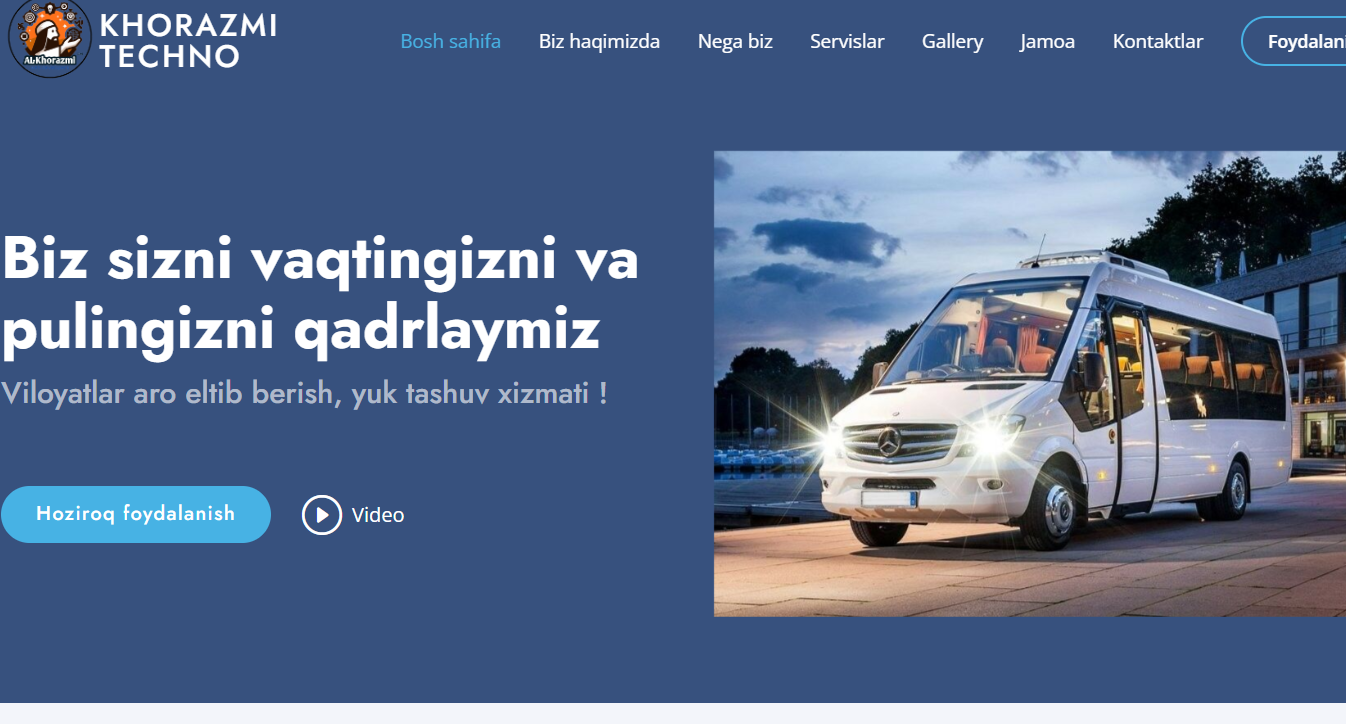 AL-Khorazmi
KHORAZMI
TECHNO
Bosh sahifa
Biz haqimizda
Nega biz
Servislar
Gallery
Jamoa
Kontaktlar
Foydalani
Biz sizni vaqtingizni va
pulingizni qadrlaymiz
Viloyatlar aro eltib berish, yuk tashuv xizmati !
Hoziroq foydalanish
Video